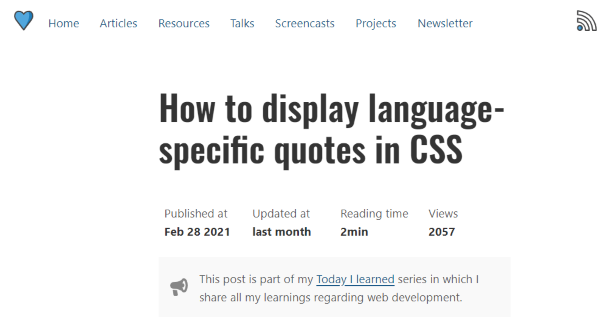 Home Articles Resources Talks Screencasts Projects Newsletter
How to display language-
specific quotes in CSS
Published at Updated at Reading time Views
Feb 28 2021 last month 2min 2057
This post is part of my Today I learned series in which I
share all my learnings regarding web development.